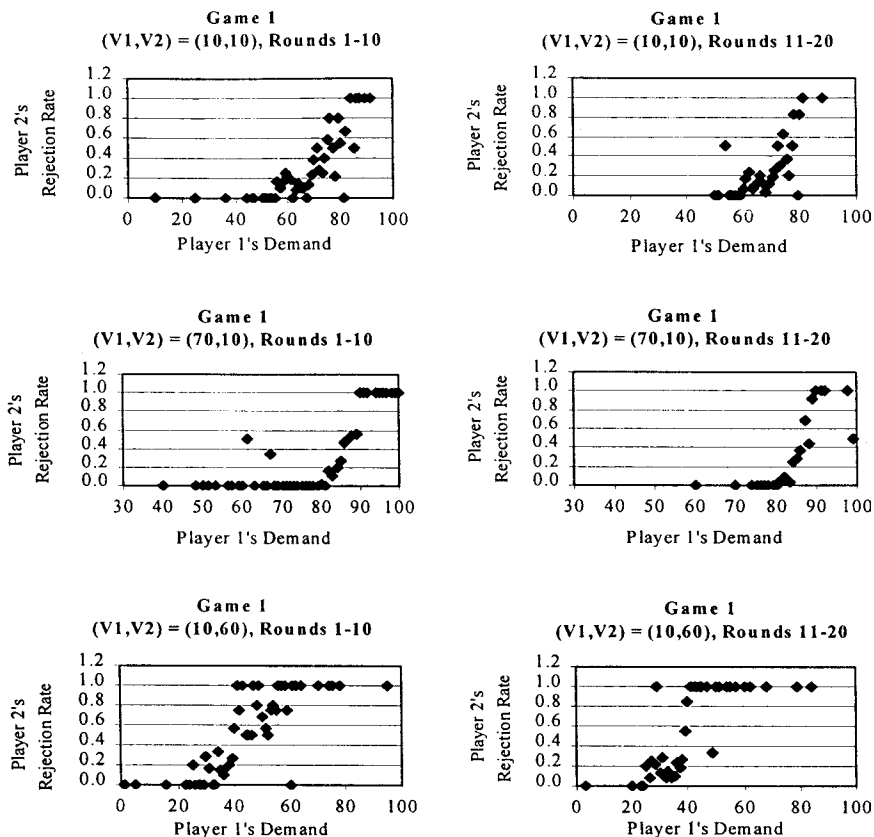 Game 1
(V1,V2) = (10,10), Rounds 1-10
Player 2's
Rejection Rate
1.2
1.0
0.8
0.6
0.4
0.2
0.0
0 20 40 60 80 100
Player 1's Demand
Game 1
(V1,V2) = (10,10), Rounds 11-20
Player 2's
Rejection Rate
1.2
1.0
0.8
0.6
0.4
0.2
0.0
0 20 40 60 80 100
Player 1's Demand
Game 1
(V1,V2) = (70,10), Rounds 1-10
Player 2's
Rejection Rate
1.2
1.0
0.8
0.6
0.4
0.2
0.0
30 40 50 60 70 80 90 100
Player 1's Demand
Game 1
(V1,V2) = (70,10), Rounds 11-20
Player 2's
Rejection Rate
1.2
1.0
0.8
0.6
0.4
0.2
0.0
30 40 50 60 70 80 90 100
Player 1's Demand
Game 1
(V1,V2) = (10,60), Rounds 1-10
Player 2's
Rejection Rate
1.2
1.0
0.8
0.6
0.4
0.2
0.0
0 20 40 60 80 100
Player 1's Demand
Game 1
(V1,V2) = (10,60), Rounds 11-20
Player 2's
Rejection Rate
1.2
1.0
0.8
0.6
0.4
0.2
0.0
0 20 40 60 80 100
Player 1's Demand